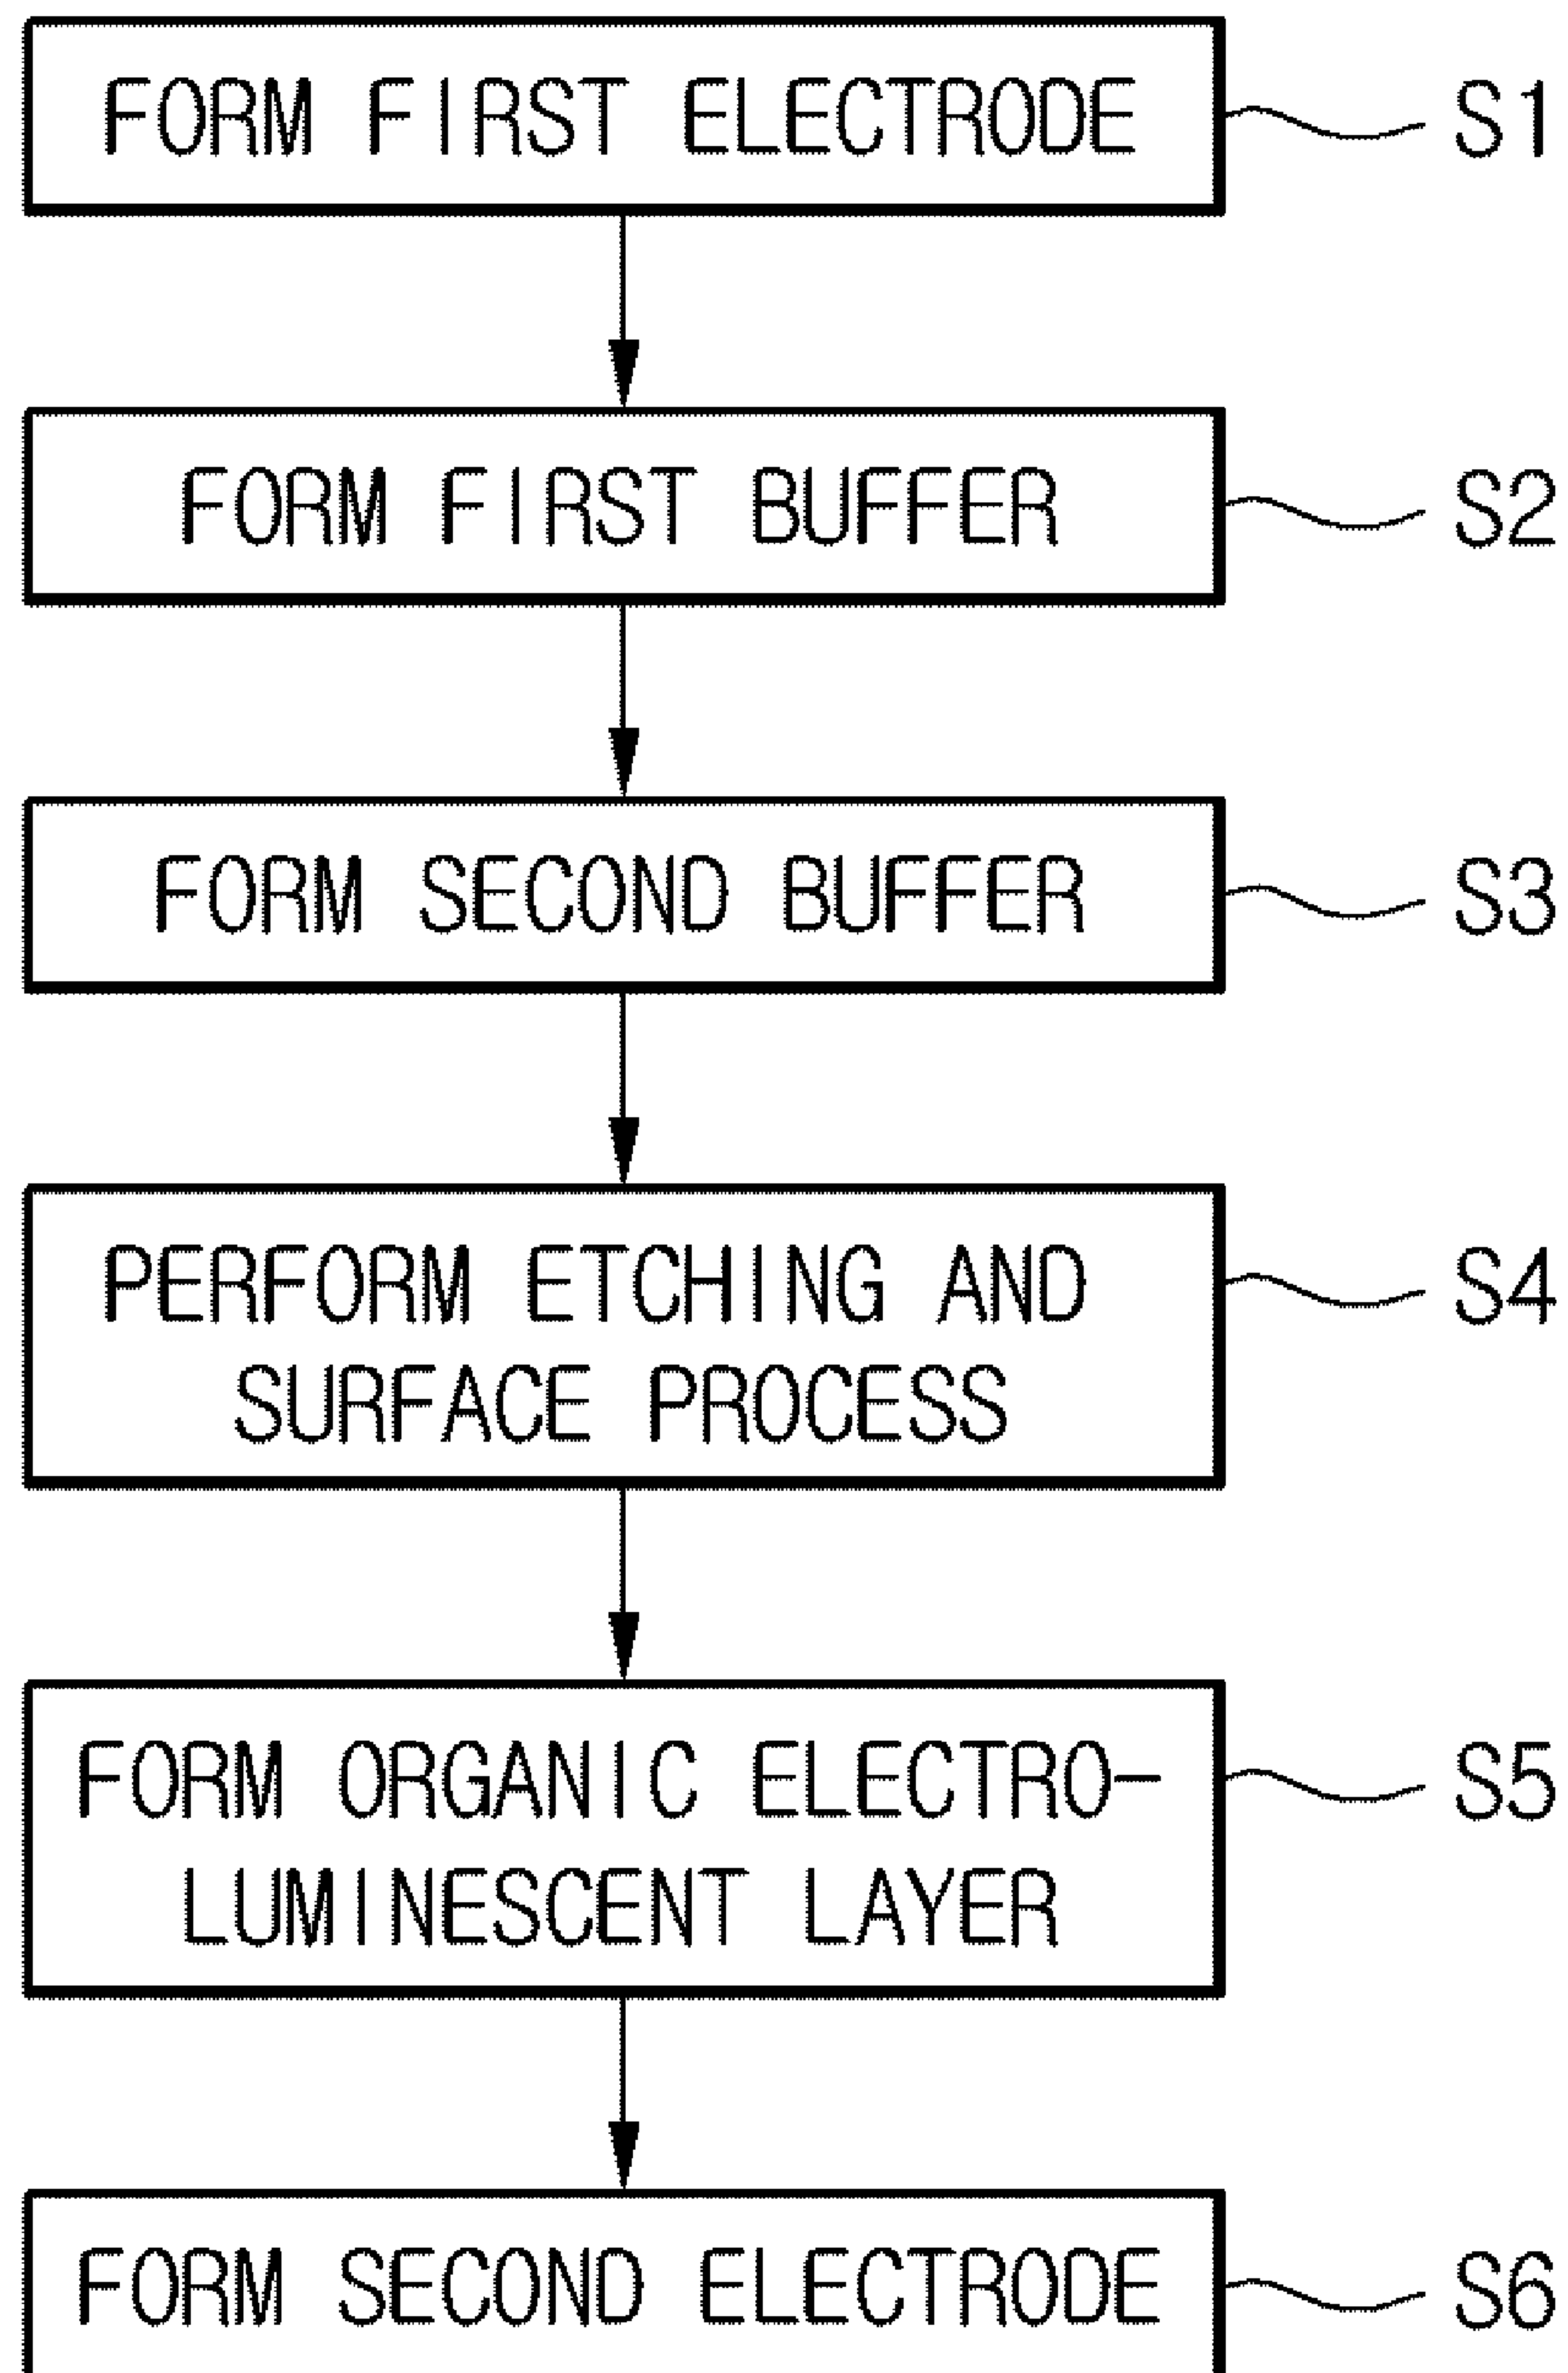 FORM FIRST ELECTRODE S1
FORM FIRST BUFFER S2
FORM SECOND BUFFER S3
PERFORM ETCHING AND S4
SURFACE PROCESS
FORM ORGANIC ELECTRO- S5
LUMINESCENT LAYER
FORM SECOND ELECTRODE S6